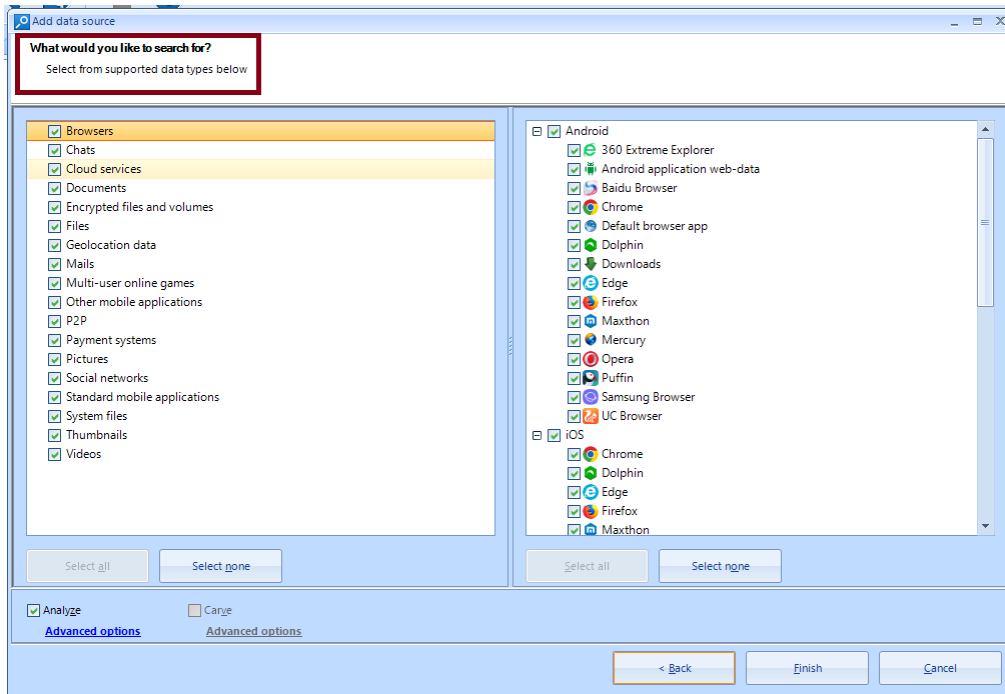 Add data source
What would you like to search for?
Select from supported data types below
Browsers
Chats
Cloud services
Documents
Encrypted files and volumes
Files
Geolocation data
Mails
Multi-user online games
Other mobile applications
P2P
Payment systems
Pictures
Social networks
Standard mobile applications
System files
Thumbnails
Videos
Select all
Select none
Android
360 Extreme Explorer
Android application web-data
Baidu Browser
Chrome
Default browser app
Dolphin
Downloads
Edge
Firefox
Maxthon
Mercury
Opera
Puffin
Samsung Browser
UC Browser
iOS
Chrome
Dolphin
Edge
Firefox
Maxthon
Select all
Select none
Analyze
Carve
Advanced options
Advanced options
< Back
Finish
Cancel